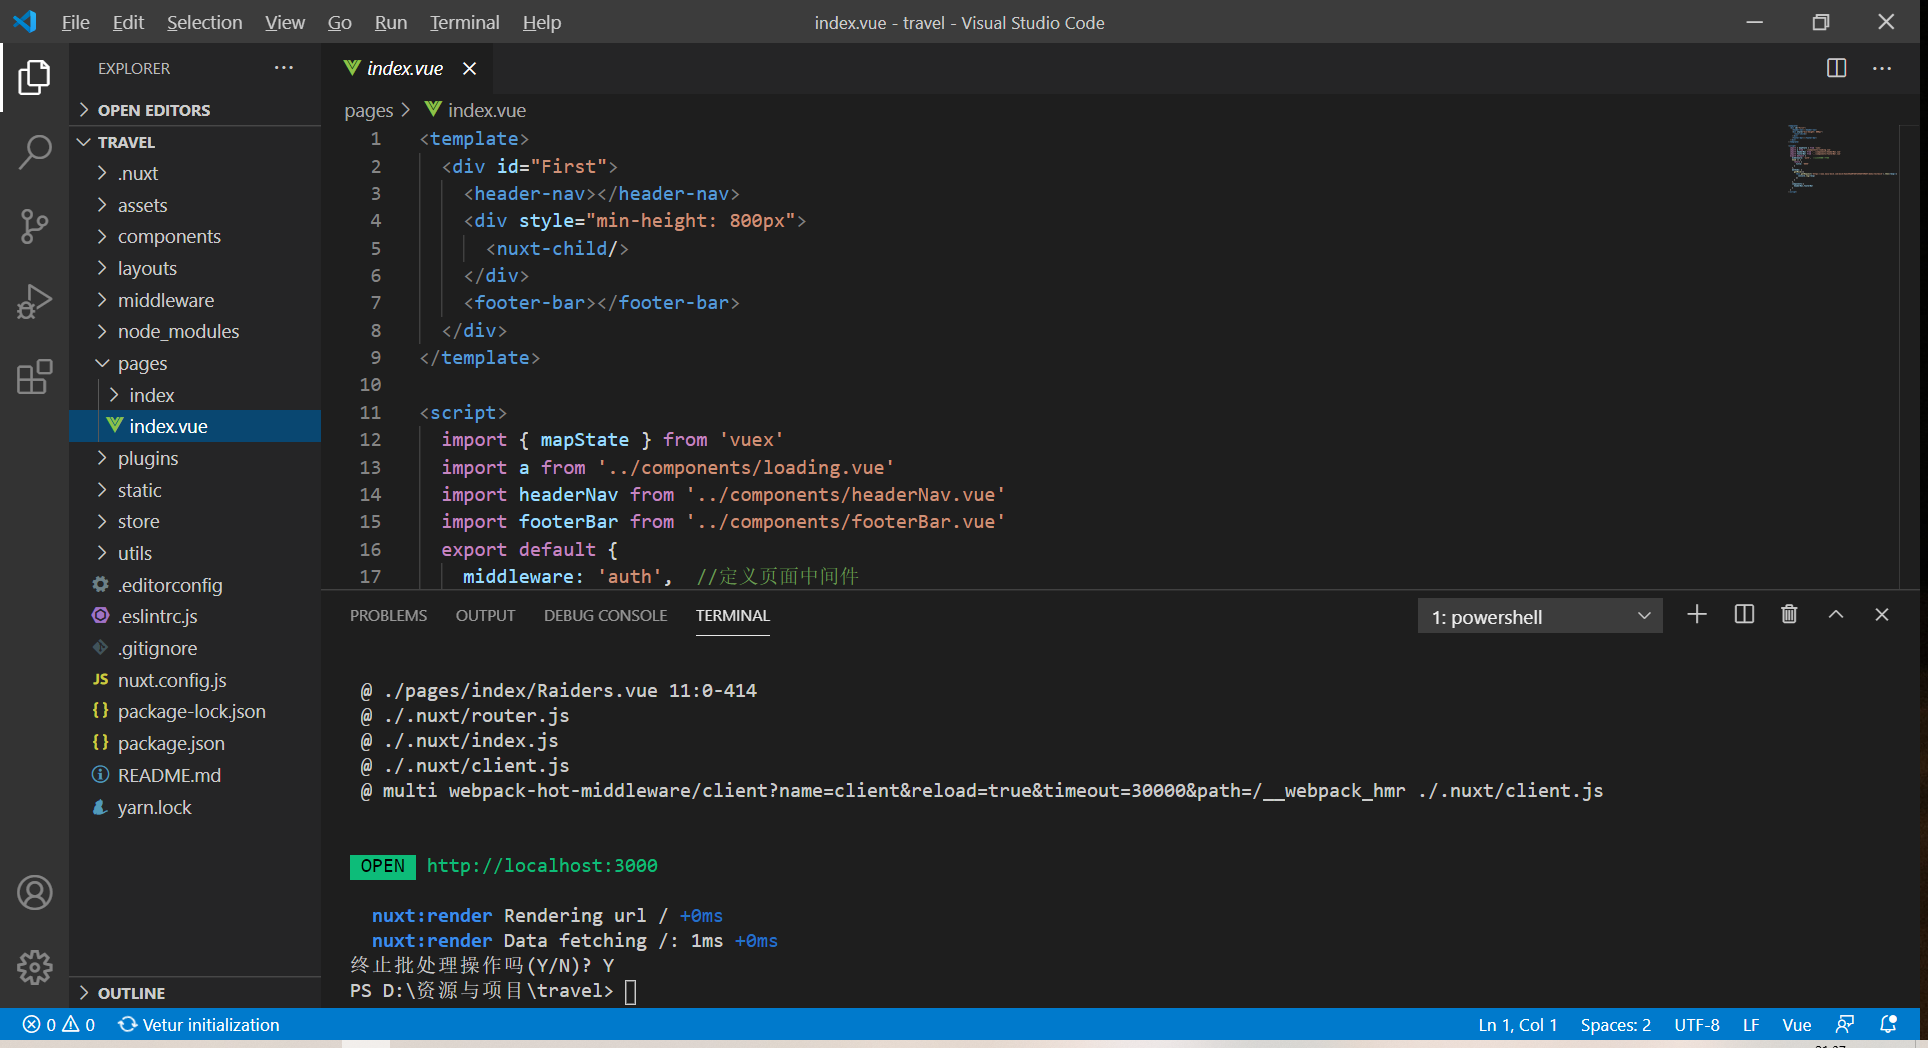 File Edit Selection View Go Run Terminal Help
index.vue - travel - Visual Studio Code
EXPLORER
OPEN EDITORS
TRAVEL
.nuxt
assets
components
layouts
middleware
node_modules
pages
index
index.vue
plugins
static
store
utils
.editorconfig
.eslintrc.js
.gitignore
JS nuxt.config.js
{} package-lock.json
{} package.json
README.md
yarn.lock
OUTLINE
index.vue
pages > index.vue
1 <template>
2 <div id="First">
3 <header-nav></header-nav>
4 <div style="min-height: 800px">
5 <nuxt-child/>
6 </div>
7 <footer-bar></footer-bar>
8 </div>
9 </template>
10
11 <script>
12 import { mapState } from 'vuex'
13 import a from '../components/loading.vue'
14 import headerNav from '../components/headerNav.vue'
15 import footerBar from '../components/footerBar.vue'
16 export default {
17 middleware: 'auth', //定义页面中间件
PROBLEMS OUTPUT DEBUG CONSOLE TERMINAL
1: powershell
@ ./pages/index/Raiders.vue 11:0-414
@ ./.nuxt/router.js
@ ./.nuxt/index.js
@ ./.nuxt/client.js
@ multi webpack-hot-middleware/client?name=client&reload=true&timeout=30000&path=/__webpack_hmr ./.nuxt/client.js
OPEN http://localhost:3000
nuxt:render Rendering url / +0ms
nuxt:render Data fetching /: 1ms +0ms
终止批处理操作吗(Y/N)? Y
PS D:\资源与项目\travel>
0 0 Vetur initialization
Ln 1, Col 1 Spaces: 2 UTF-8 LF Vue